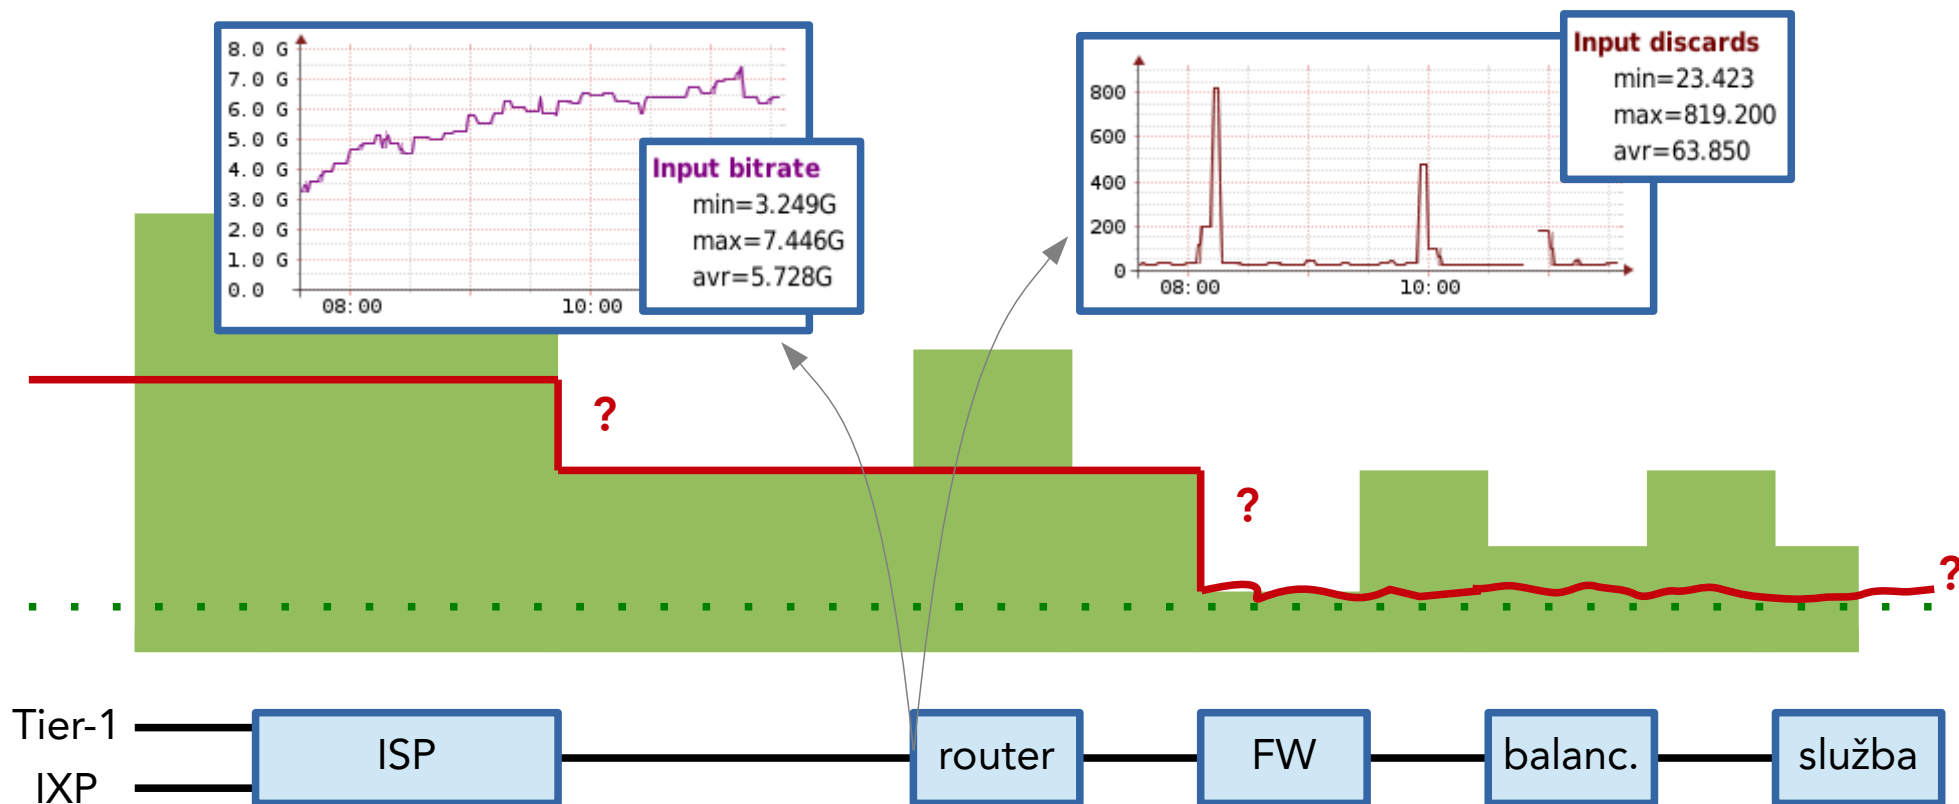 8.0 G
7.0 G
6.0 G
5.0 G
4.0 G
3.0 G
2.0 G
1.0 G
0.0
08:00
10:00
Input bitrate
min=3.249G
max=7.446G
avr=5.728G
800
600
400
200
0
08:00
10:00
Input discards
min=23.423
max=819.200
avr=63.850
?
?
?
Tier-1
IXP
ISP
router
FW
balanc.
služba